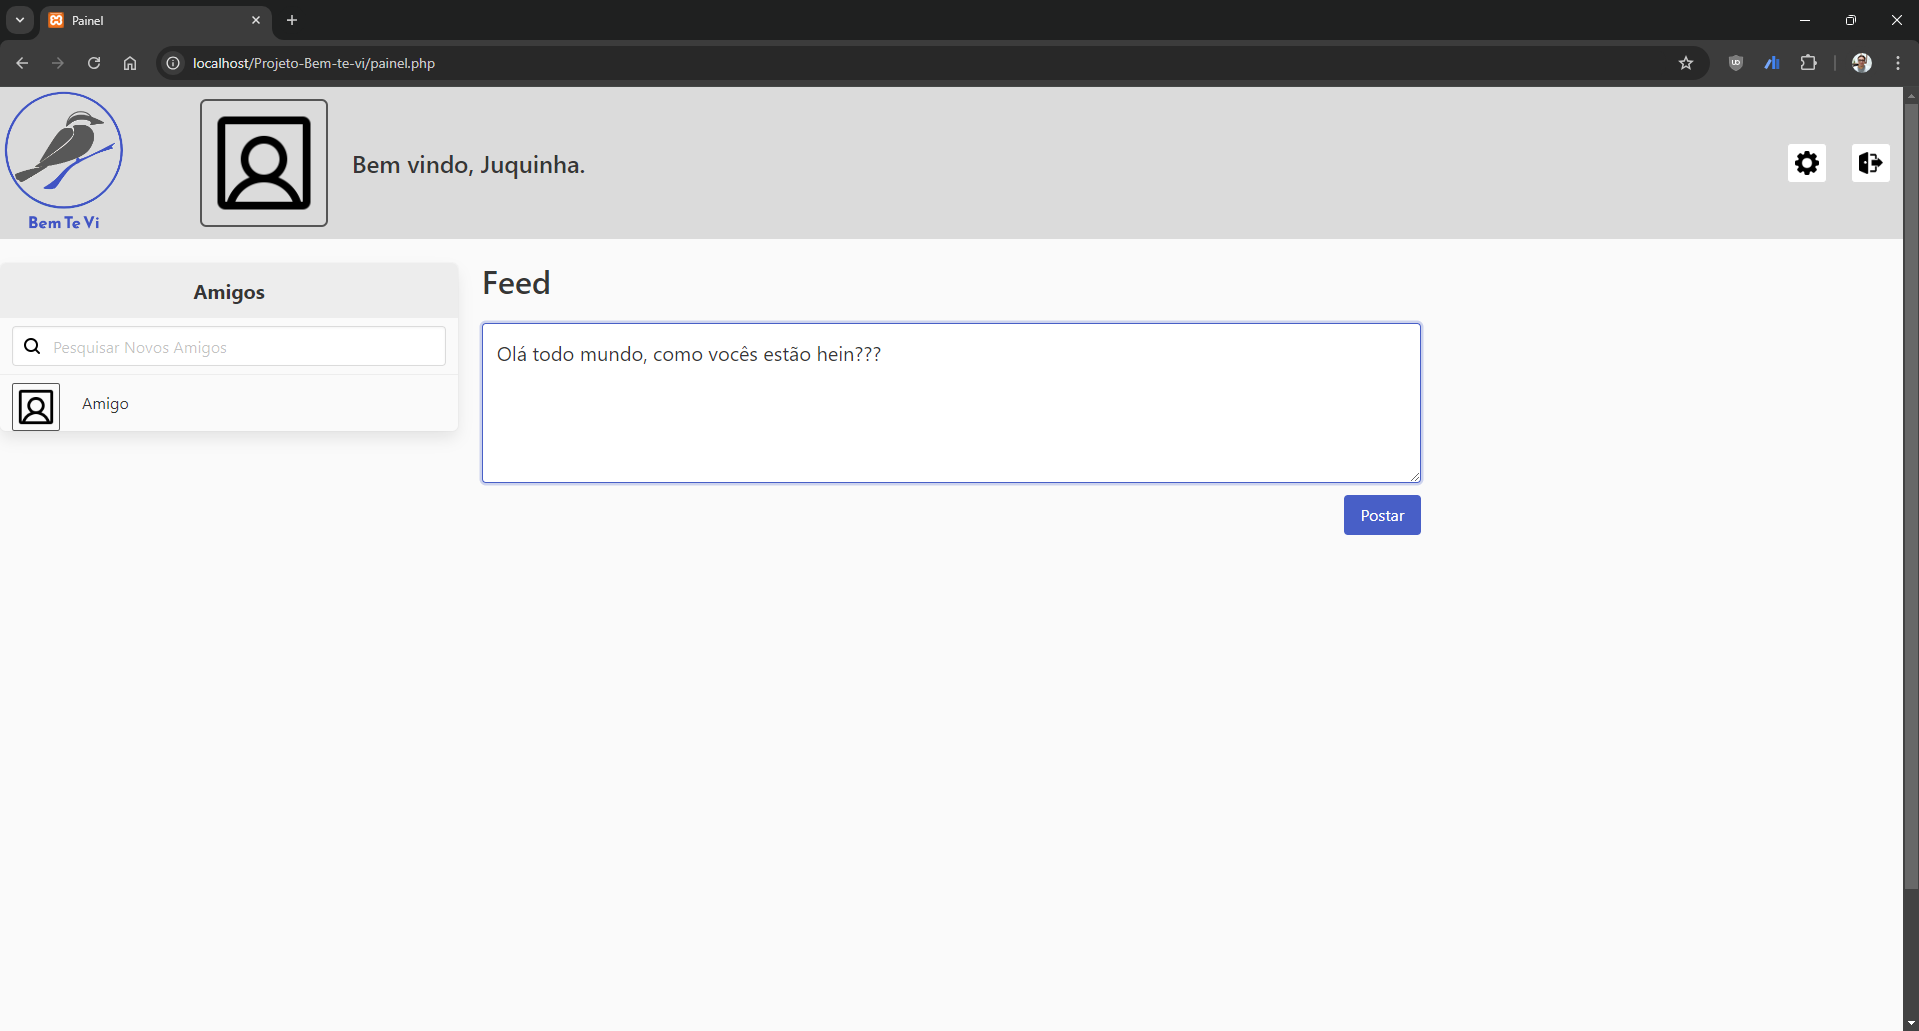 Painel
localhost/Projeto-Bem-te-vi/painel.php
Bem Te Vi
Bem vindo, Juquinha.
Amigos
Pesquisar Novos Amigos
Amigo
Feed
Olá todo mundo, como vocês estão hein???
Postar